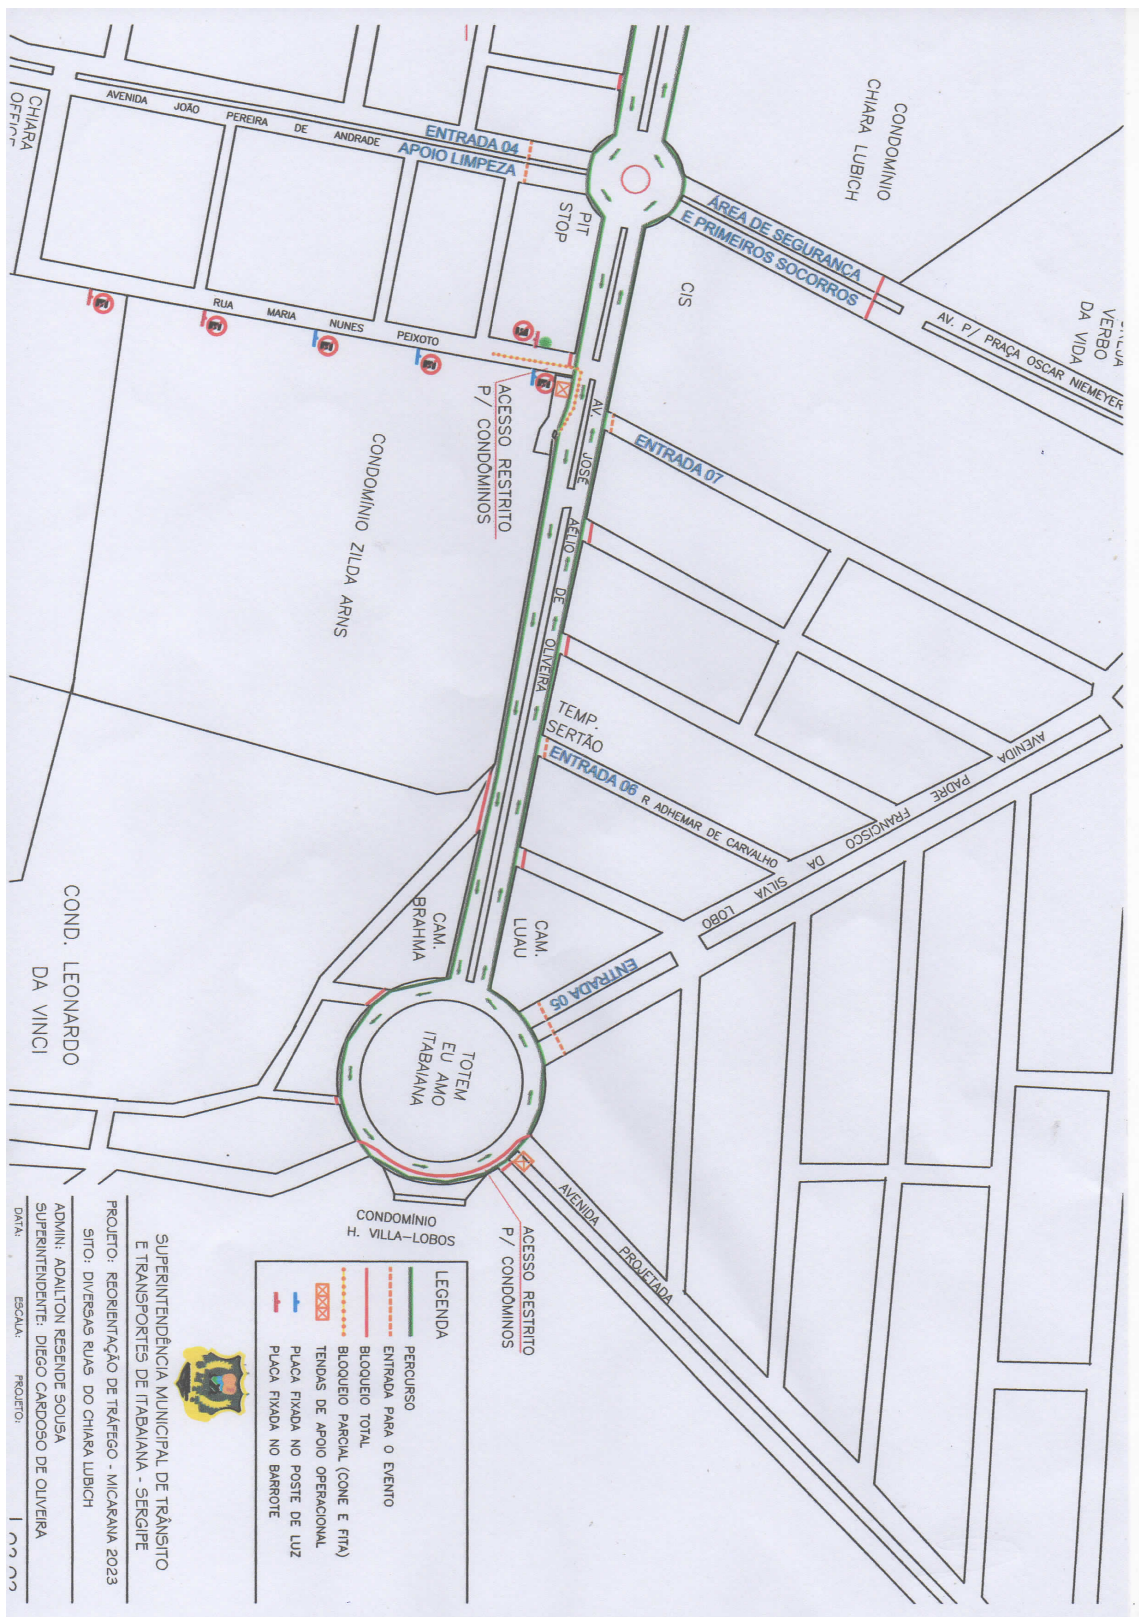 CONDOMÍNIO
CHIARA LUBICH
VERBO
DA VIDA
AV. P/ PRAÇA OSCAR NIEMEYER
ÁREA DE SEGURANÇA
E PRIMEIROS SOCORROS
CIS
CHIARA
AVENIDA JOÃO PEREIRA DE ANDRADE
ENTRADA 04
APOIO LIMPEZA
PIT
STOP
RUA MARIA NUNES PEIXOTO
ACESSO RESTRITO
P/ CONDÔMINOS
AV. JOSÉ AÉLIO DE OLIVEIRA
ENTRADA 07
CONDOMÍNIO ZILDA ARNS
TEMP.
SERTÃO
ENTRADA 06
R ADHEMAR DE CARVALHO
AVENIDA PADRE FRANCISCO DA SILVA LOBO
CAM.
LUAU
CAM.
BRAHMA
ENTRADA 05
COND. LEONARDO
DA VINCI
TOTEM
EU AMO
ITABAIANA
AVENIDA PROJETADA
CONDOMÍNIO
H. VILLA-LOBOS
ACESSO RESTRITO
P/ CONDÔMINOS
LEGENDA
PERCURSO
ENTRADA PARA O EVENTO
BLOQUEIO TOTAL
BLOQUEIO PARCIAL (CONE E FITA)
TENDAS DE APOIO OPERACIONAL
PLACA FIXADA NO POSTE DE LUZ
PLACA FIXADA NO BARROTE
SUPERINTENDÊNCIA MUNICIPAL DE TRÂNSITO
E TRANSPORTES DE ITABAIANA - SERGIPE
PROJETO: REORIENTAÇÃO DE TRÁFEGO - MICARANA 2023
SITO: DIVERSAS RUAS DO CHIARA LUBICH
ADMIN: ADAILTON RESENDE SOUSA
SUPERINTENDENTE: DIEGO CARDOSO DE OLIVEIRA
DATA: ESCALA: PROJETO: